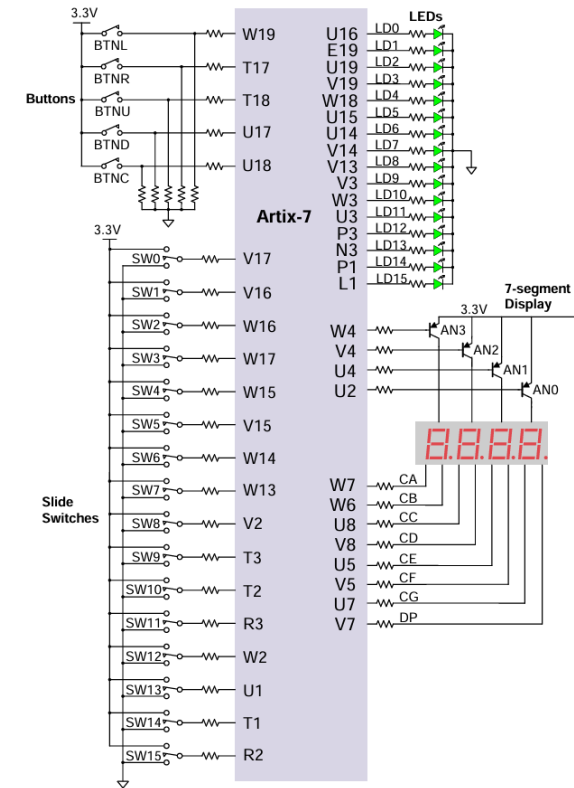 3.3V
BTNL
BTNR
Buttons
BTNU
BTND
BTNC
W19
T17
T18
U17
U18
Artix-7
LEDs
U16 LD0
E19 LD1
U19 LD2
V19 LD3
W18 LD4
U15 LD5
U14 LD6
V14 LD7
V13 LD8
V3 LD9
W3 LD10
U3 LD11
P3 LD12
N3 LD13
P1 LD14
L1 LD15
3.3V
SW0 V17
SW1 V16
SW2 W16
SW3 W17
SW4 W15
SW5 V15
SW6 W14
SW7 W13
Slide
Switches
SW8 V2
SW9 T3
SW10 T2
SW11 R3
SW12 W2
SW13 U1
SW14 T1
SW15 R2
7-segment
Display
3.3V
W4 AN3
V4 AN2
U4 AN1
U2 AN0
8.8.8.8.
W7 CA
W6 CB
U8 CC
V8 CD
U5 CE
V5 CF
U7 CG
V7 DP